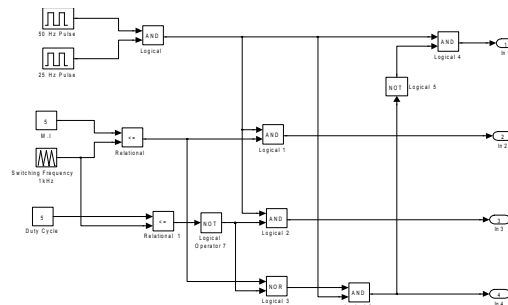 50 Hz Pulse
AND
Logical
25 Hz Pulse
AND
Logical 4
1
In 1
NOT
Logical 5
5
M.I
<=
Relational
AND
Logical 1
2
In 2
Switching Frequency
1kHz
5
Duty Cycle
<=
Relational 1
NOT
Logical
Operator 7
AND
Logical 2
3
In 3
NOR
Logical 3
AND
4
In 4